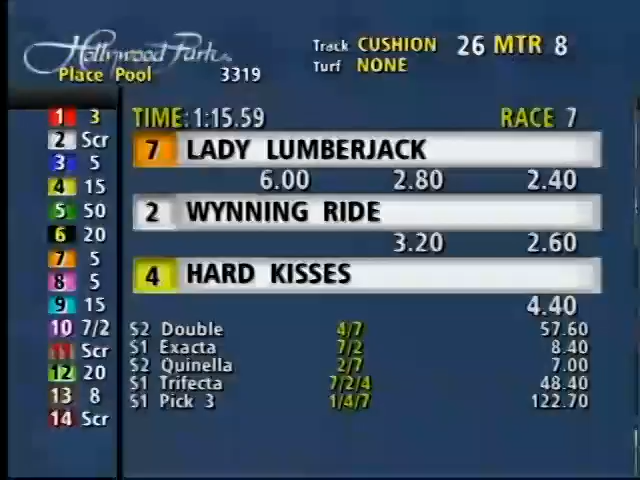 Hollywood Park
Track CUSHION 26 MTR 8
Place Pool 3319
Turf NONE
1 3
2 Scr
3 5
4 15
5 50
6 20
7 5
8 5
9 15
10 7/2
11 Scr
12 20
13 8
14 Scr
TIME: 1:15.59 RACE 7
7 LADY LUMBERJACK
6.00 2.80 2.40
2 WYNNING RIDE
3.20 2.60
4 HARD KISSES
4.40
$2 Double 4/7 57.60
$1 Exacta 7/2 8.40
$2 Quinella 2/7 7.00
$1 Trifecta 7/2/4 48.40
$1 Pick 3 1/4/7 122.70